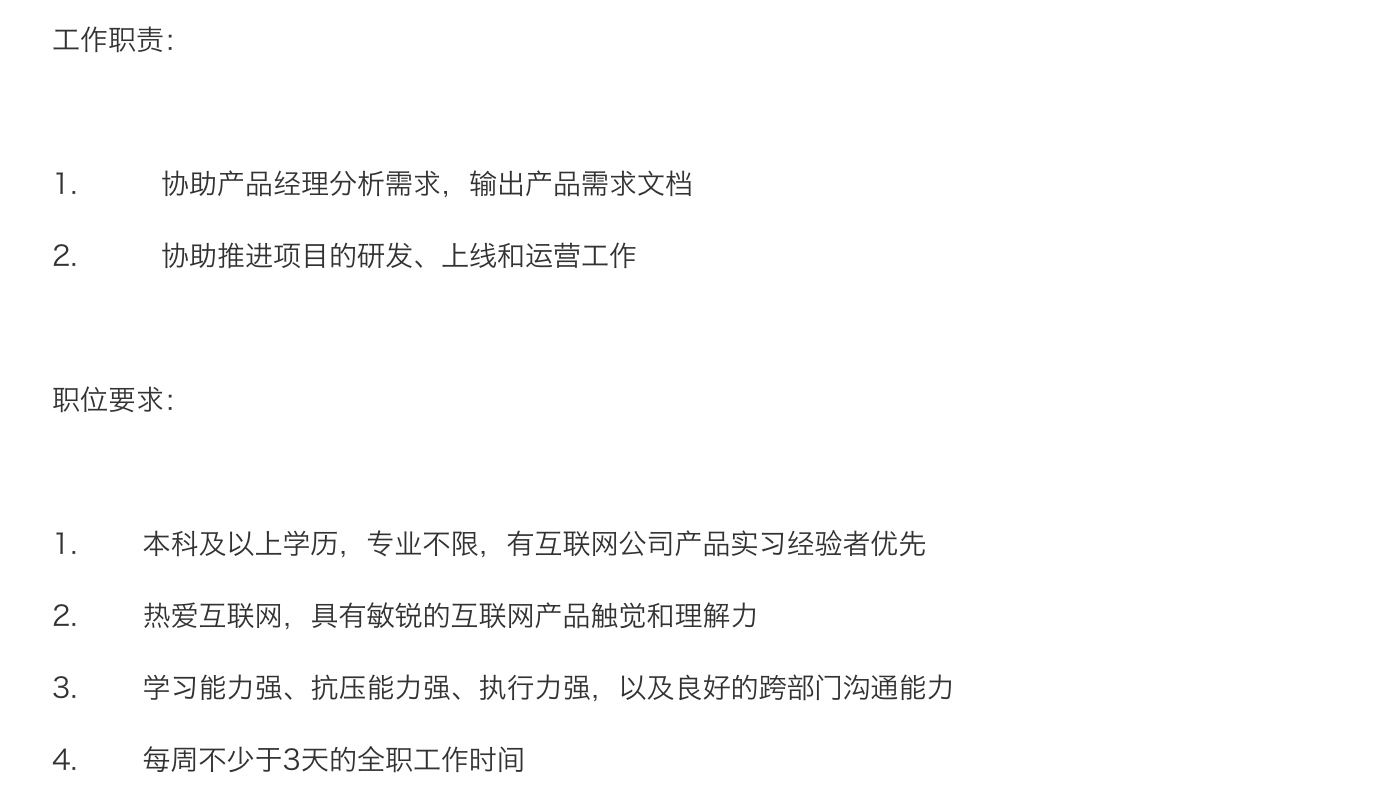 工作职责：
1. 协助产品经理分析需求，输出产品需求文档
2. 协助推进项目的研发、上线和运营工作
职位要求：
1. 本科及以上学历，专业不限，有互联网公司产品实习经验者优先
2. 热爱互联网，具有敏锐的互联网产品触觉和理解力
3. 学习能力强、抗压能力强、执行力强，以及良好的跨部门沟通能力
4. 每周不少于3天的全职工作时间